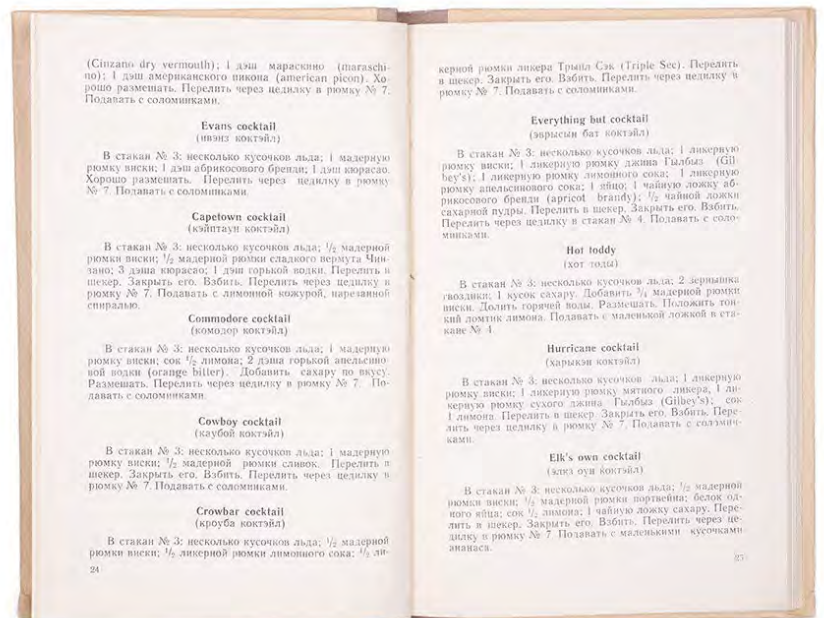 (Cinzano dry vermouth); 1 дэш мараскино (maraschi-
no); 1 дэш американского пикона (american picon). Хо-
рошо размешать. Перелить через цедилку в рюмку № 7.
Подавать с соломинками.
Evans cocktail
(ивэнз коктэйл)
В стакан № 3: несколько кусочков льда; 1 мадерную
рюмку виски; 1 дэш абрикосового бренди; 1 дэш кюрасао.
Хорошо размешать. Перелить через цедилку в рюмку
№ 7. Подавать с соломинками.
Capetown cocktail
(кэйптаун коктэйл)
В стакан № 3: несколько кусочков льда; 1/2 мадерной
рюмки виски; 1/2 мадерной рюмки сладкого вермута Чин-
зано; 3 дэша кюрасао; 1 дэш горькой водки. Перелить в
шекер. Закрыть его. Взбить. Перелить через цедилку в
рюмку № 7. Подавать с лимонной кожурой, нарезанной
спиралью.
Commodore cocktail
(комодор коктэйл)
В стакан № 3: несколько кусочков льда; 1 мадерную
рюмку виски; сок 1/2 лимона; 2 дэша горькой апельсино-
вой водки (orange bitter). Добавить сахару по вкусу.
Размешать. Перелить через цедилку в рюмку № 7. По-
давать с соломинками.
Cowboy cocktail
(каубой коктэйл)
В стакан № 3: несколько кусочков льда; 1 мадерную
рюмку виски; 1/2 мадерной рюмки сливок. Перелить в
шекер. Закрыть его. Взбить. Перелить через цедилку в
рюмку № 7. Подавать с соломинками.
Crowbar cocktail
(кроуба коктэйл)
В стакан № 3: несколько кусочков льда; 1/2 мадерной
рюмки виски; 1/2 ликерной рюмки лимонного сока; 1/2 ли-
24
керной рюмки ликера Трыпл Сэк (Triple Sec). Перелить
в шекер. Закрыть его. Взбить. Перелить через цедилку в
рюмку № 7. Подавать с соломинками.
Everything but cocktail
(эврысын бат коктэйл)
В стакан № 3: несколько кусочков льда; 1 ликерную
рюмку виски; 1 ликерную рюмку джина Гылбыз (Gil-
bey's); 1 ликерную рюмку лимонного сока; 1 ликерную
рюмку апельсинового сока; 1 яйцо; 1 чайную ложку аб-
рикосового бренди (apricot brandy); 1/2 чайной ложки
сахарной пудры. Перелить в шекер. Закрыть его. Взбить.
Перелить через цедилку в стакан № 4. Подавать с соло-
минками.
Hot toddy
(хот тоды)
В стакан № 3: несколько кусочков льда; 2 зернышка
гвоздики; 1 кусок сахару. Добавить 3/4 мадерной рюмки
виски. Долить горячей воды. Размешать. Положить тон-
кий ломтик лимона. Подавать с маленькой ложкой в ста-
кане № 4.
Hurricane cocktail
(харыкэн коктэйл)
В стакан № 3: несколько кусочков льда; 1 ликерную
рюмку виски; 1 ликерную рюмку мятного ликера, 1 ли-
керную рюмку сухого джина Гылбыз (Gilbey's); сок
1 лимона. Перелить в шекер. Закрыть его. Взбить. Пере-
лить через цедилку в рюмку № 7. Подавать с соломин-
ками.
Elk's own cocktail
(элкз оун коктэйл)
В стакан № 3: несколько кусочков льда; 1/2 мадерной
рюмки виски; 1/2 мадерной рюмки портвейна; белок од-
ного яйца; сок 1/2 лимона; 1 чайную ложку сахару. Пере-
лить в шекер. Закрыть его. Взбить. Перелить через це-
дилку в рюмку № 7. Подавать с маленькими кусочками
ананаса.
25